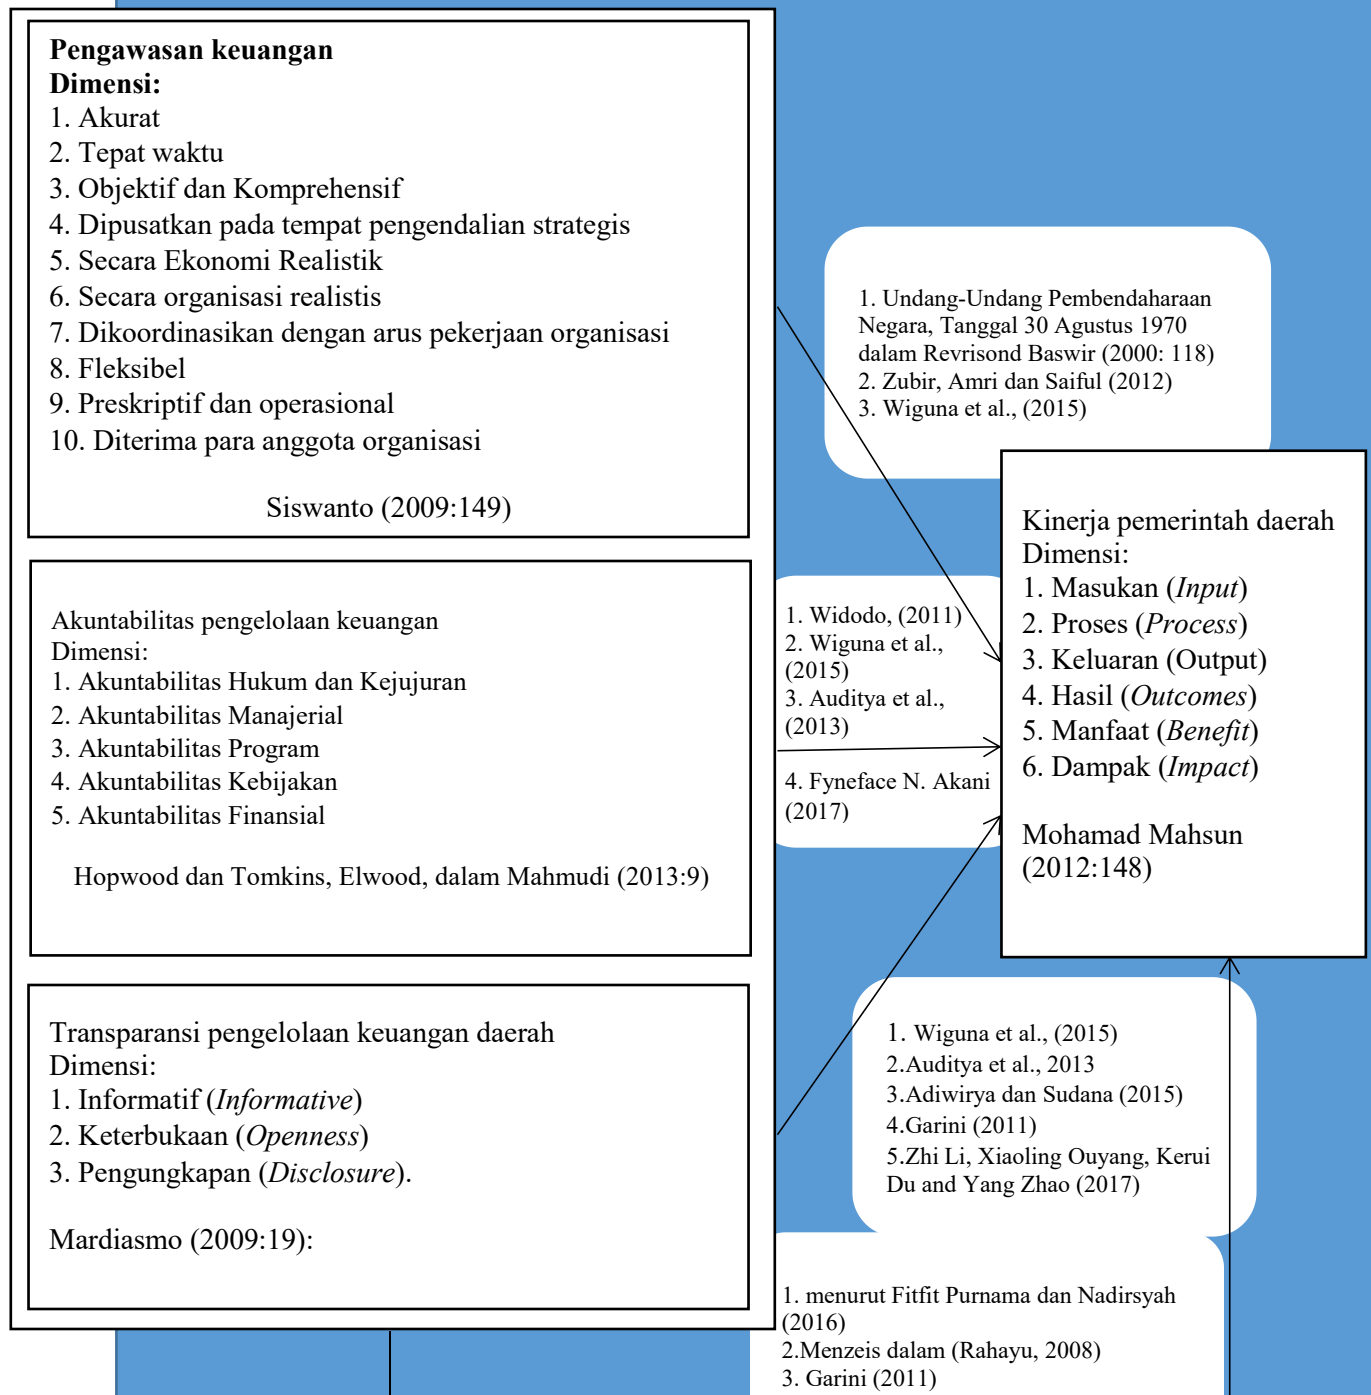 Pengawasan keuangan
Dimensi:
1. Akurat
2. Tepat waktu
3. Objektif dan Komprehensif
4. Dipusatkan pada tempat pengendalian strategis
5. Secara Ekonomi Realistik
6. Secara organisasi realistis
7. Dikoordinasikan dengan arus pekerjaan organisasi
8. Fleksibel
9. Preskriptif dan operasional
10. Diterima para anggota organisasi
Siswanto (2009:149)
Akuntabilitas pengelolaan keuangan
Dimensi:
1. Akuntabilitas Hukum dan Kejujuran
2. Akuntabilitas Manajerial
3. Akuntabilitas Program
4. Akuntabilitas Kebijakan
5. Akuntabilitas Finansial
Hopwood dan Tomkins, Elwood, dalam Mahmudi (2013:9)
Transparansi pengelolaan keuangan daerah
Dimensi:
1. Informatif (Informative)
2. Keterbukaan (Openness)
3. Pengungkapan (Disclosure).
Mardiasmo (2009:19):
1. Undang-Undang Pembendaharaan
Negara, Tanggal 30 Agustus 1970
dalam Revrisond Baswir (2000: 118)
2. Zubir, Amri dan Saiful (2012)
3. Wiguna et al., (2015)
1. Widodo, (2011)
2. Wiguna et al.,
(2015)
3. Auditya et al.,
(2013)
4. Fyneface N. Akani
(2017)
Kinerja pemerintah daerah
Dimensi:
1. Masukan (Input)
2. Proses (Process)
3. Keluaran (Output)
4. Hasil (Outcomes)
5. Manfaat (Benefit)
6. Dampak (Impact)
Mohamad Mahsun
(2012:148)
1. Wiguna et al., (2015)
2.Auditya et al., 2013
3.Adiwirya dan Sudana (2015)
4.Garini (2011)
5.Zhi Li, Xiaoling Ouyang, Kerui
Du and Yang Zhao (2017)
1. menurut Fitfit Purnama dan Nadirsyah
(2016)
2.Menzeis dalam (Rahayu, 2008)
3. Garini (2011)